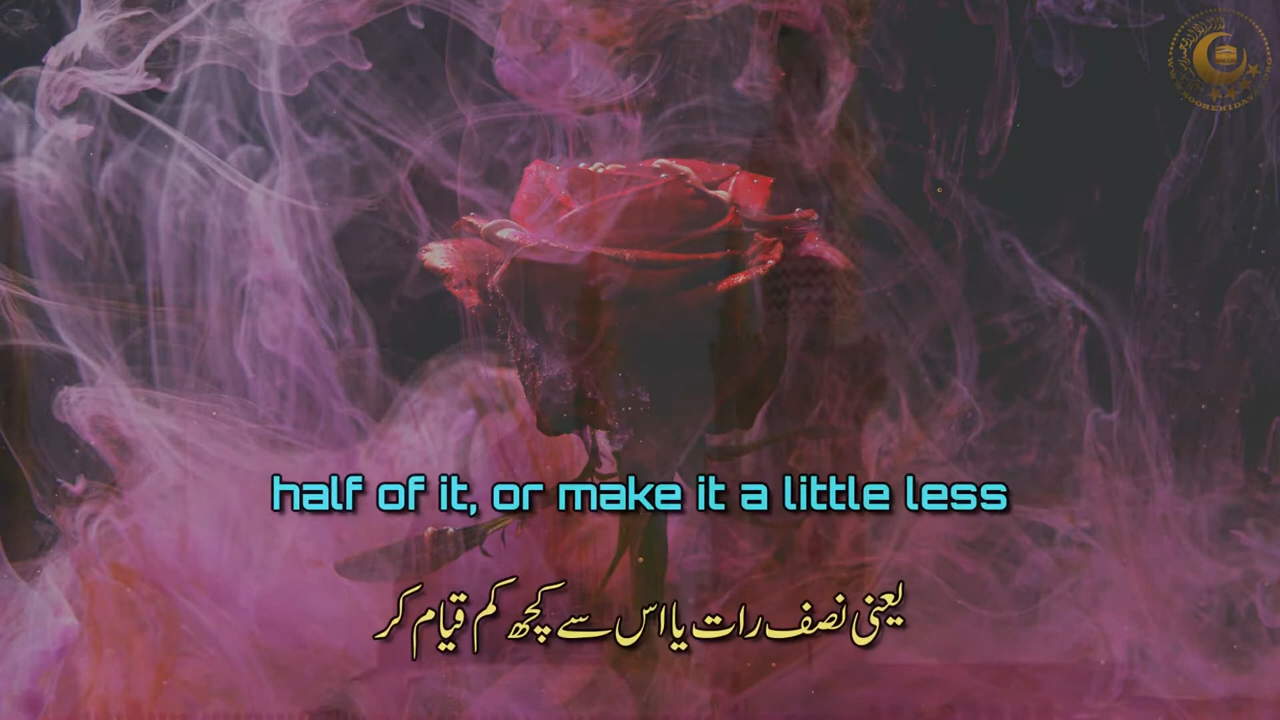 half of it, or make it a little less
یعنی نصف رات یا اس سے کچھ کم قیام کر